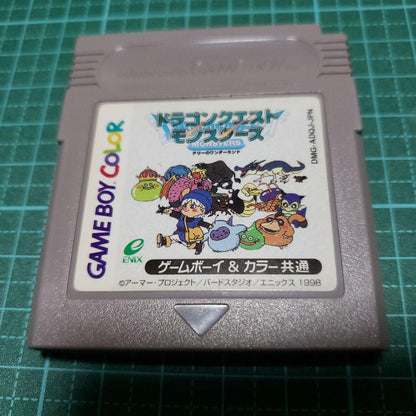 ドラゴンクエスト
モンスターズ
MONSTERS
テリーのワンダーランド
DMG-ADQJ-JPN
GAME BOY COLOR
ENIX
ゲームボーイ & カラー共通
©アーマー・プロジェクト/バードスタジオ/エニックス 1998